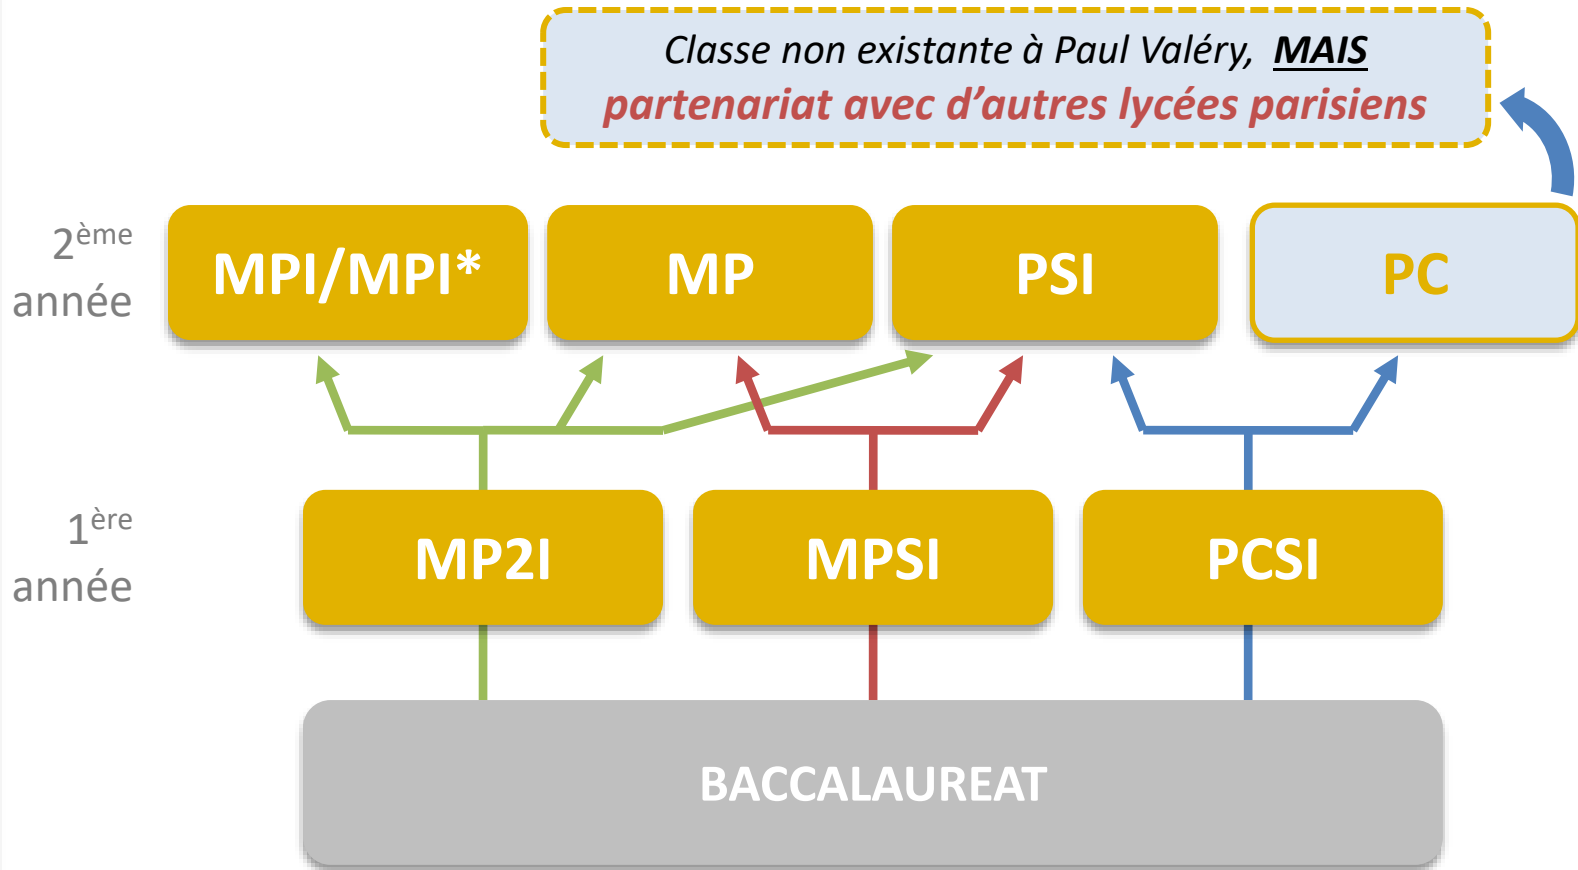 Classe non existante à Paul Valéry, MAIS
partenariat avec d'autres lycées parisiens
2ème
année
MPI/MPI*
MP
PSI
PC
1ère
année
MP2I
MPSI
PCSI
BACCALAUREAT